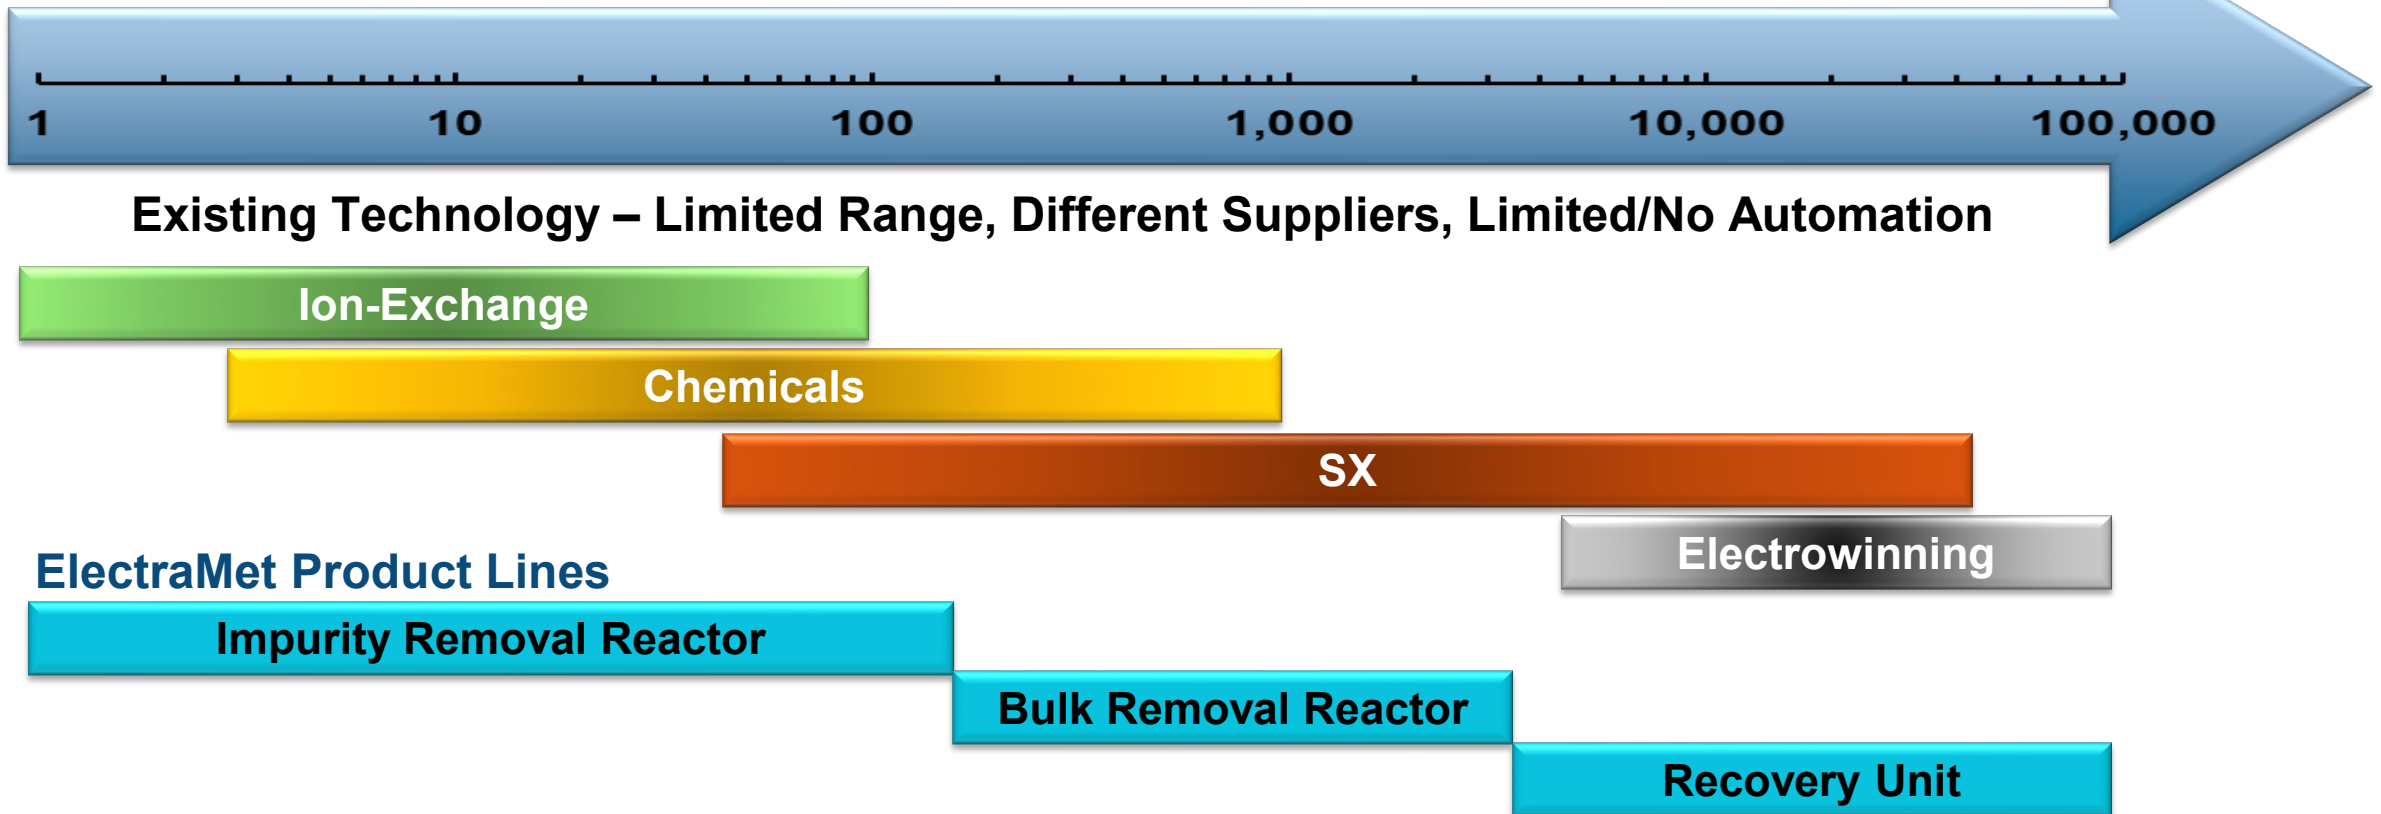 1 10 100 1,000 10,000 100,000
Existing Technology – Limited Range, Different Suppliers, Limited/No Automation
Ion-Exchange
Chemicals
SX
Electrowinning
ElectraMet Product Lines
Impurity Removal Reactor
Bulk Removal Reactor
Recovery Unit